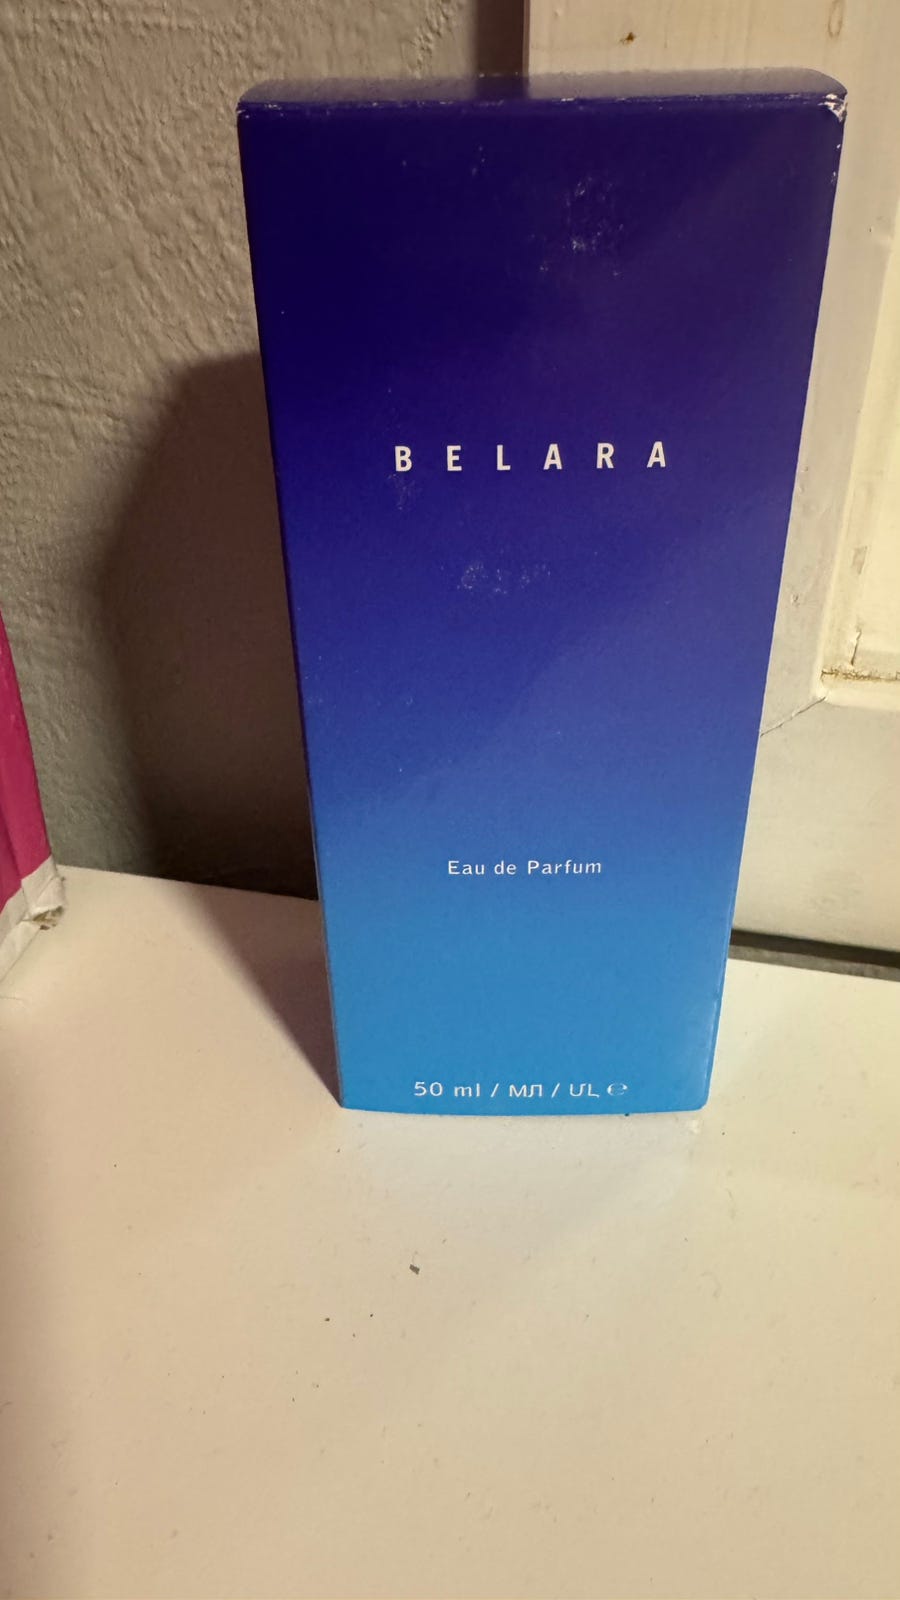 BELARA
Eau de Parfum
50 ml / МЛ / ՄԼ ℮